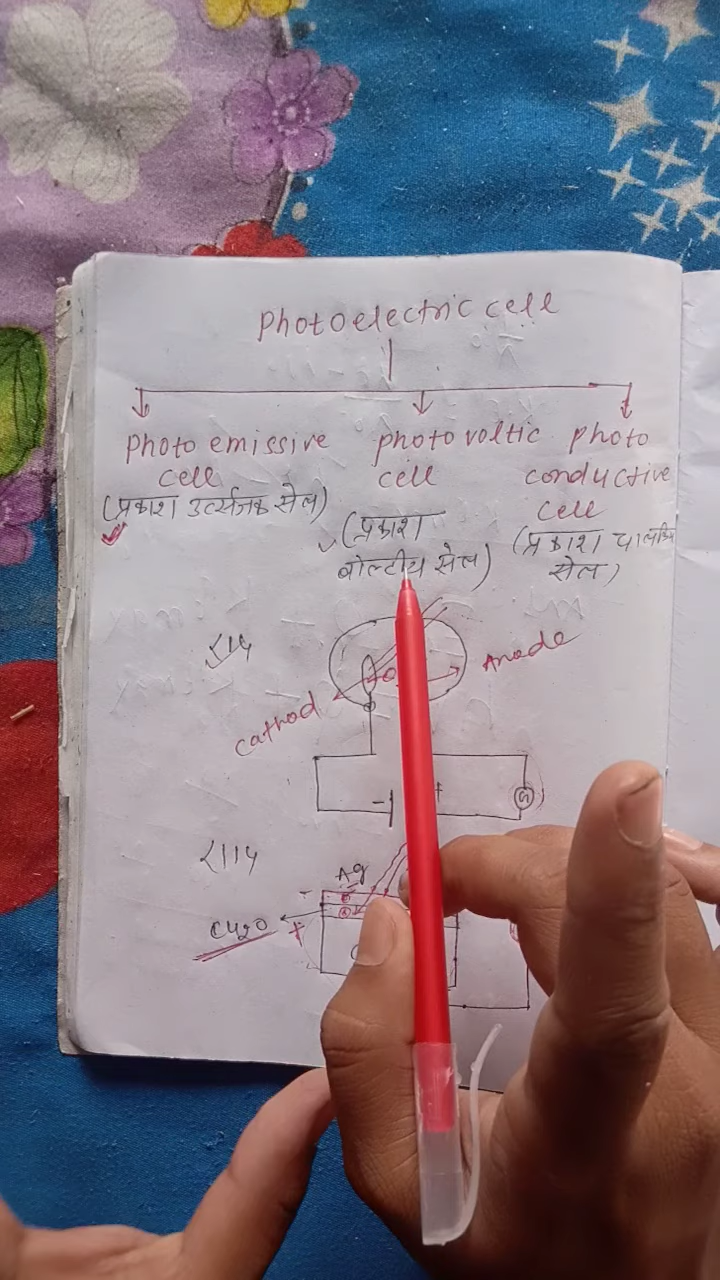 photoelectric cell
photo emissive photo voltic photo
cell cell conductive
(प्रकाश उत्सर्जक सेल) cell
(प्रकाश (प्रकाश चालकीय
वोल्टीय सेल) सेल)
Anode
cathod
- +
G
Ag
-
Cu2O +